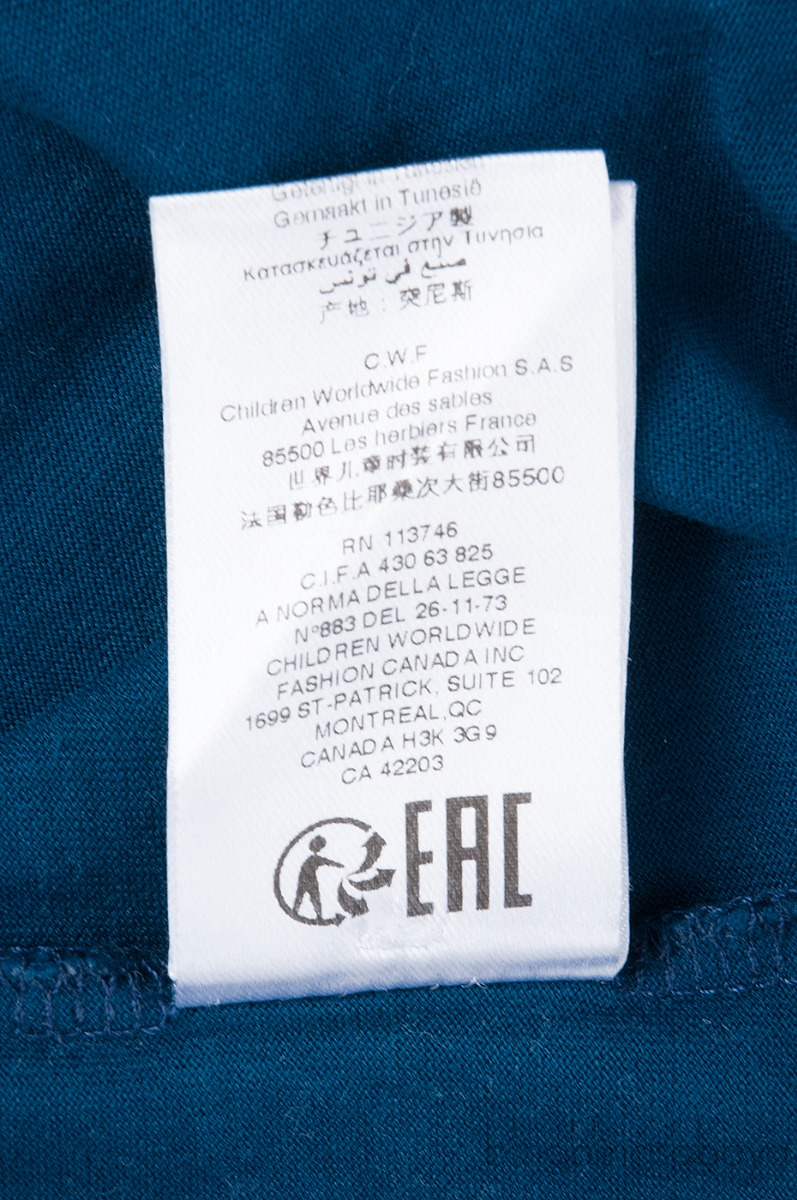 Gefertigt in Tunesien
Gemaakt in Tunesië
チュニジア製
Κατασκευάζεται στην Τυνησία
صنع في تونس
产地：突尼斯
C.W.F
Children Worldwide Fashion S.A.S
Avenue des sables
85500 Les herbiers France
世界儿童时装有限公司
法国勒色比耶桑次大街85500
RN 113746
C.I.F.A 430 63 825
A NORMA DELLA LEGGE
N°883 DEL 26-11-73
CHILDREN WORLDWIDE
FASHION CANADA INC
1699 ST-PATRICK, SUITE 102
MONTREAL,QC
CANADA H3K 3G9
CA 42203
EAC